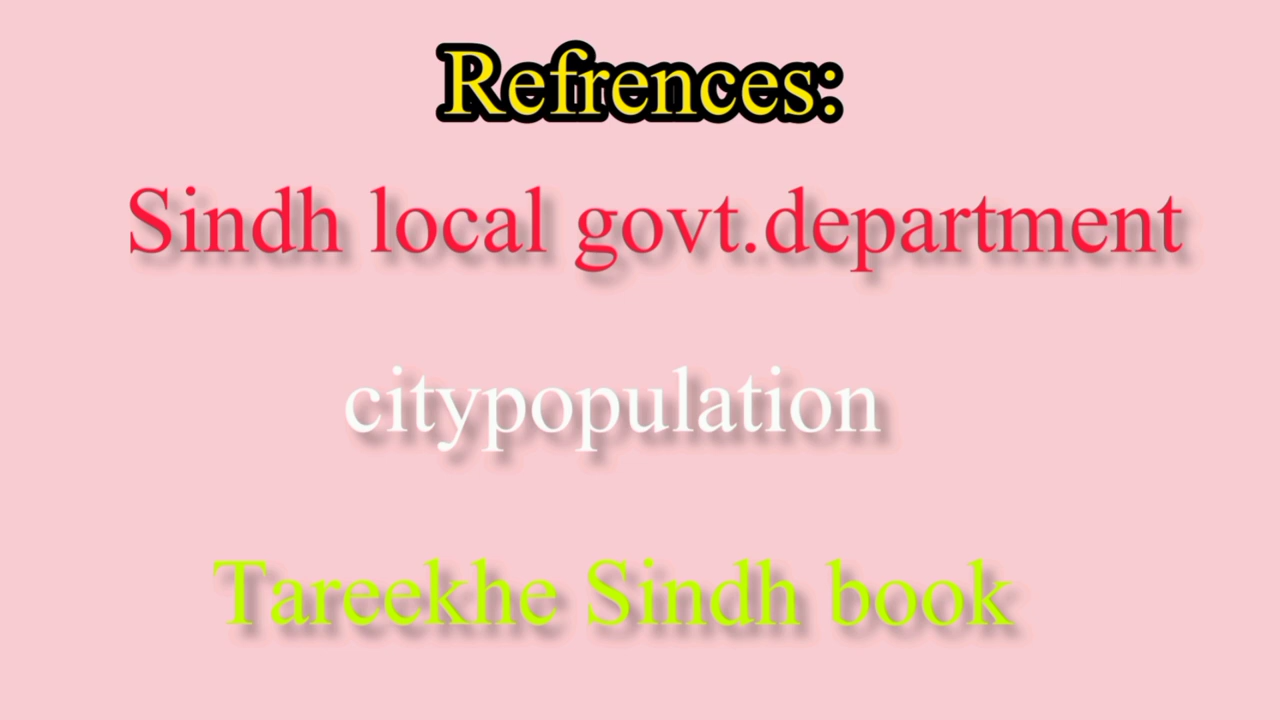 Refrences:
Sindh local govt.department
citypopulation
Tareekhe Sindh book